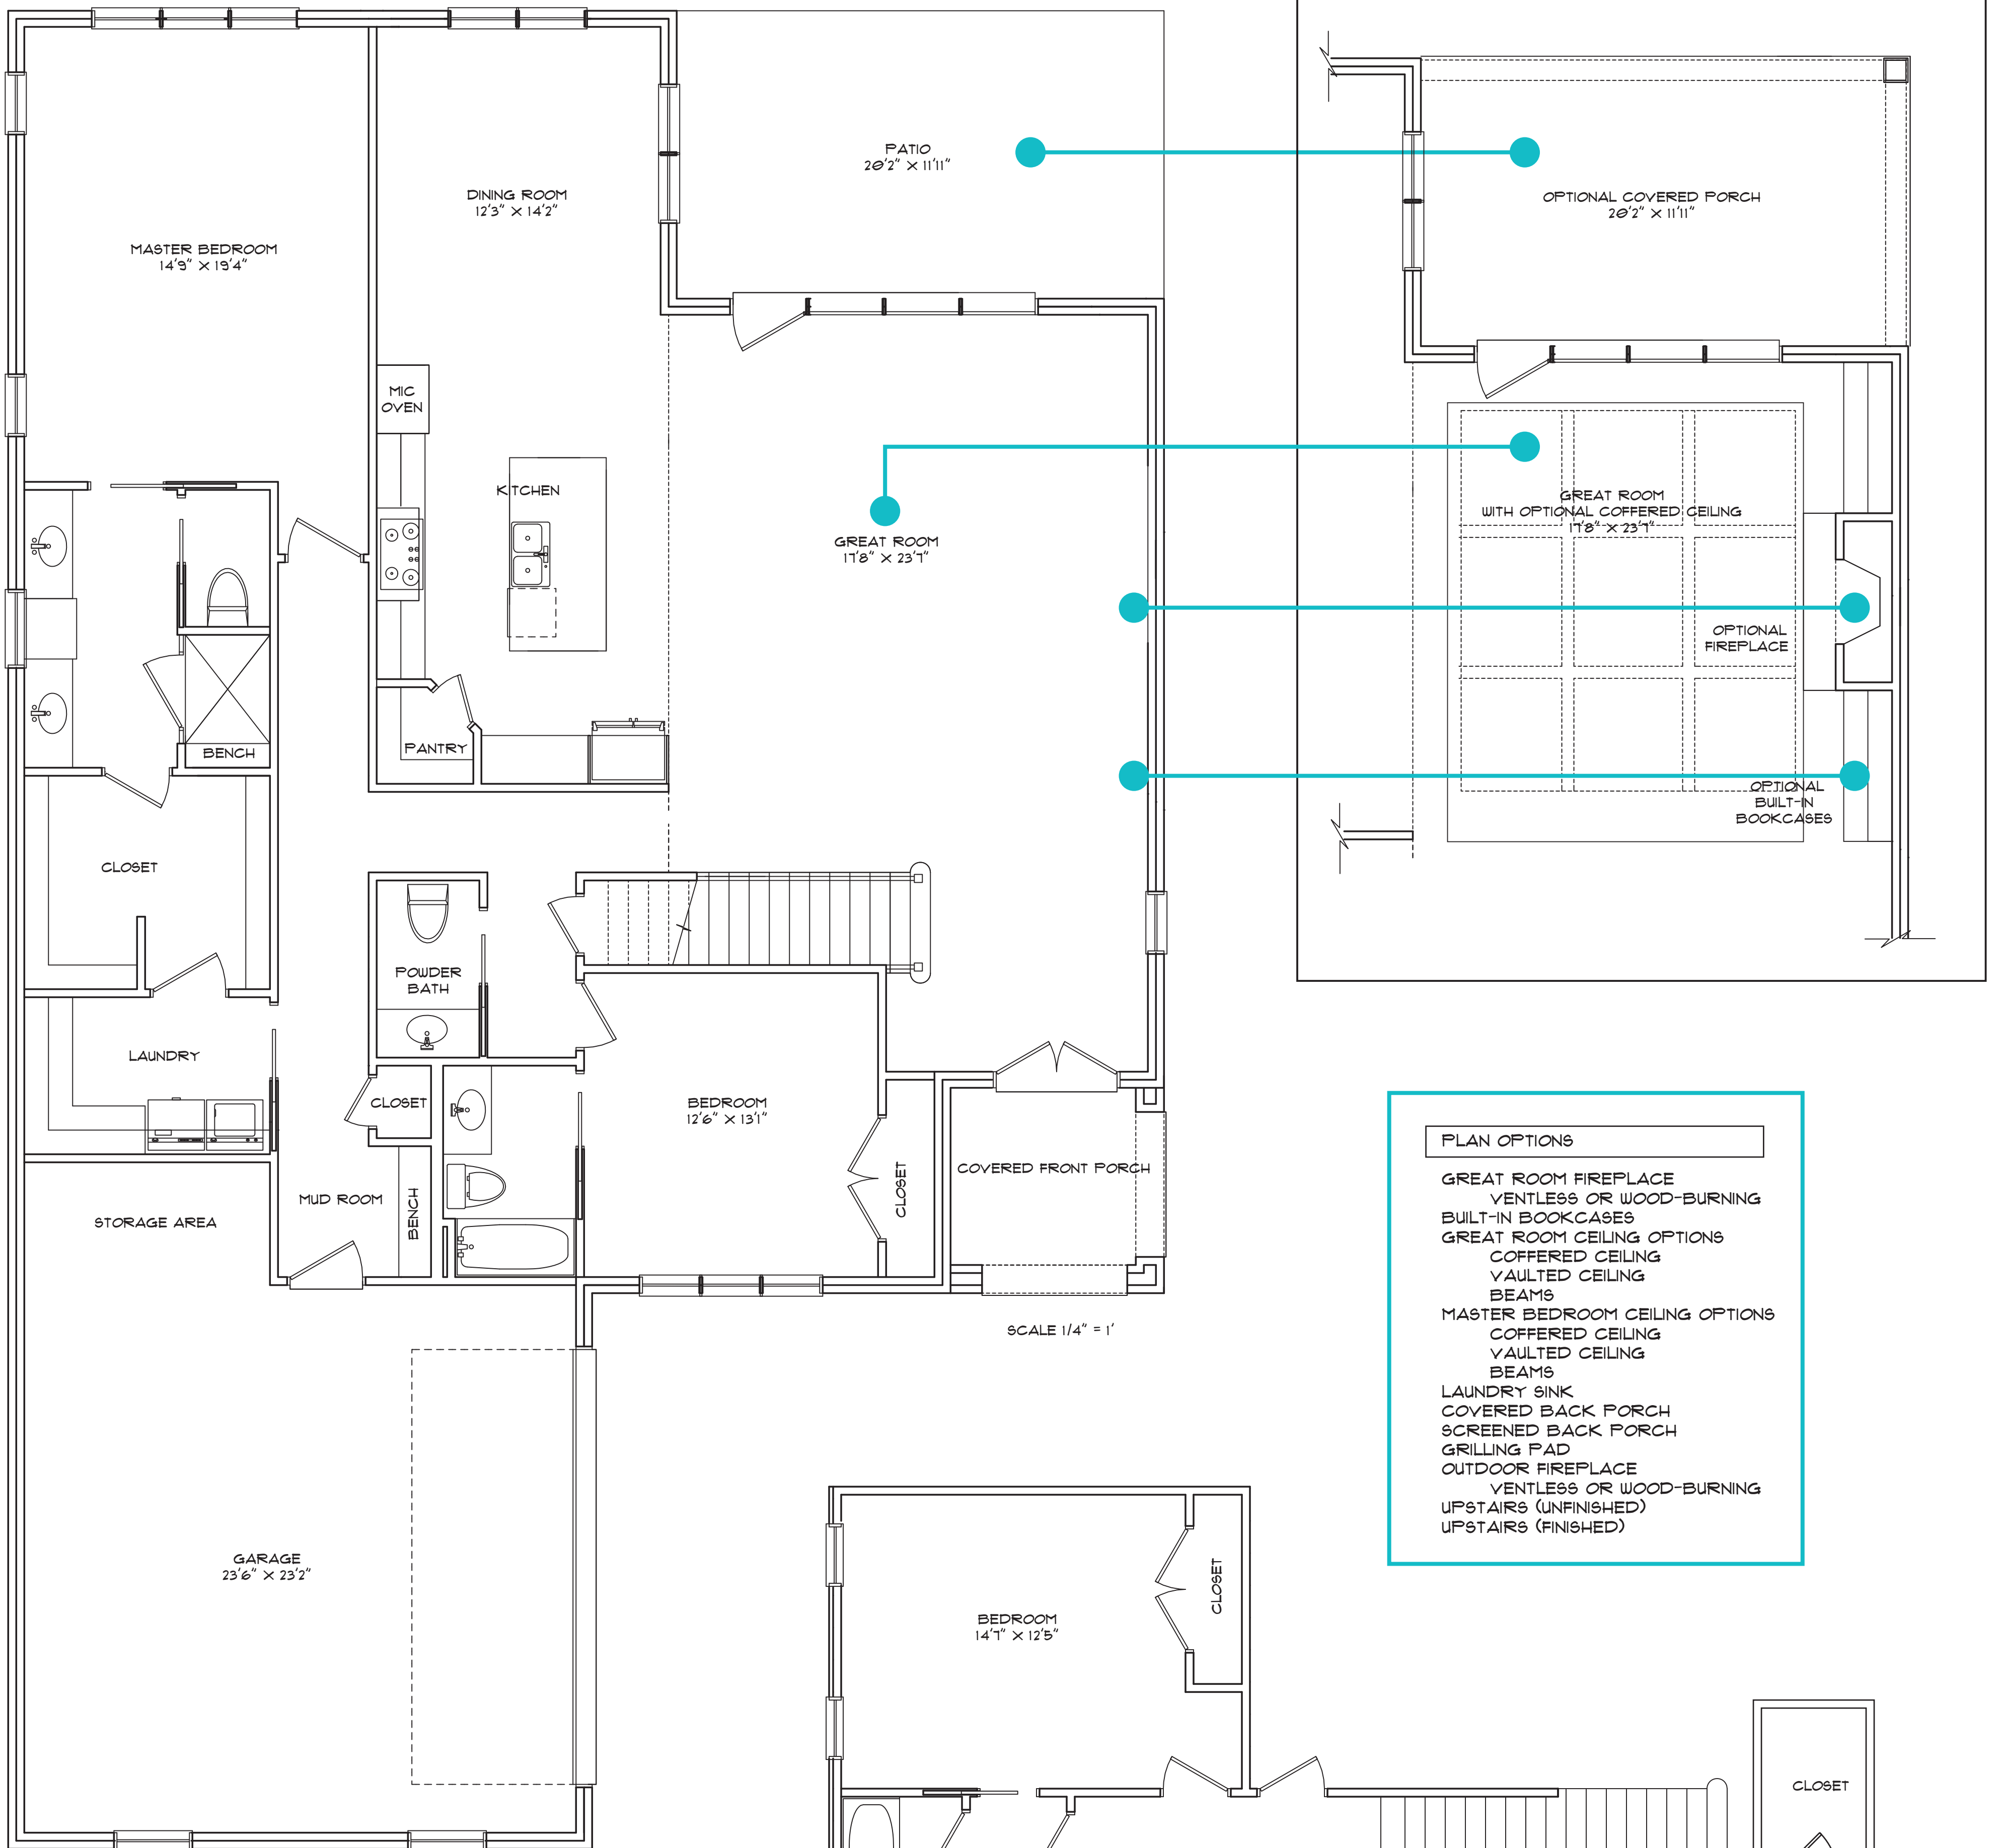 MASTER BEDROOM
14'9" X 19'4"
DINING ROOM
12'3" X 14'2"
PATIO
20'2" X 11'11"
OPTIONAL COVERED PORCH
20'2" X 11'11"
MIC
OVEN
KITCHEN
GREAT ROOM
17'8" X 23'7"
GREAT ROOM
WITH OPTIONAL COFFERED CEILING
17'8" X 23'7"
OPTIONAL
FIREPLACE
OPTIONAL
BUILT-IN
BOOKCASES
BENCH
PANTRY
CLOSET
POWDER
BATH
LAUNDRY
CLOSET
BEDROOM
12'6" X 13'1"
CLOSET
COVERED FRONT PORCH
MUD ROOM
BENCH
STORAGE AREA
SCALE 1/4" = 1'
GARAGE
23'6" X 23'2"
PLAN OPTIONS
GREAT ROOM FIREPLACE
VENTLESS OR WOOD-BURNING
BUILT-IN BOOKCASES
GREAT ROOM CEILING OPTIONS
COFFERED CEILING
VAULTED CEILING
BEAMS
MASTER BEDROOM CEILING OPTIONS
COFFERED CEILING
VAULTED CEILING
BEAMS
LAUNDRY SINK
COVERED BACK PORCH
SCREENED BACK PORCH
GRILLING PAD
OUTDOOR FIREPLACE
VENTLESS OR WOOD-BURNING
UPSTAIRS (UNFINISHED)
UPSTAIRS (FINISHED)
BEDROOM
14'7" X 12'5"
CLOSET
CLOSET